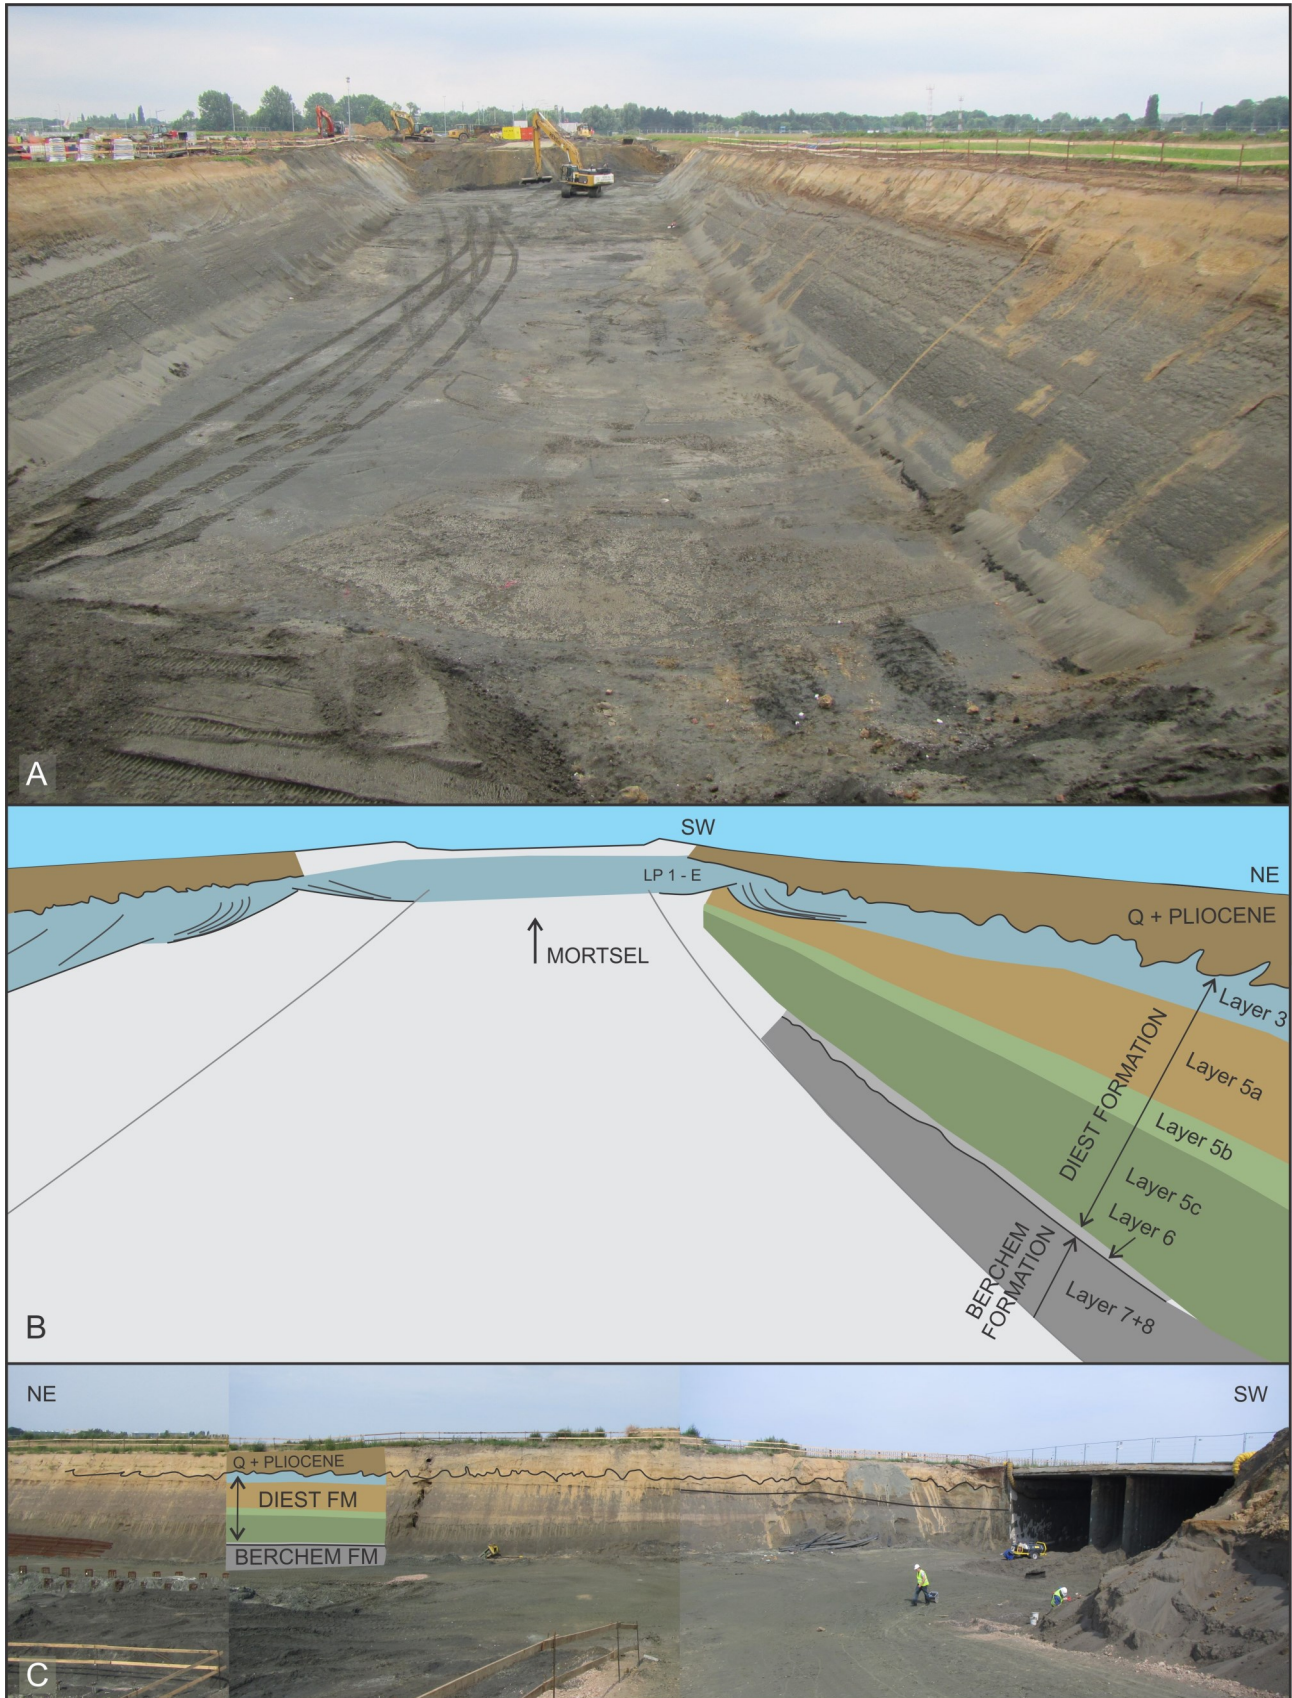 A
SW
LP 1 - E
NE
Q + PLIOCENE
MORTSEL
Layer 3
DIEST FORMATION
Layer 5a
Layer 5b
Layer 5c
Layer 6
BERCHEM
FORMATION
Layer 7+8
B
NE
SW
Q + PLIOCENE
DIEST FM
BERCHEM FM
C